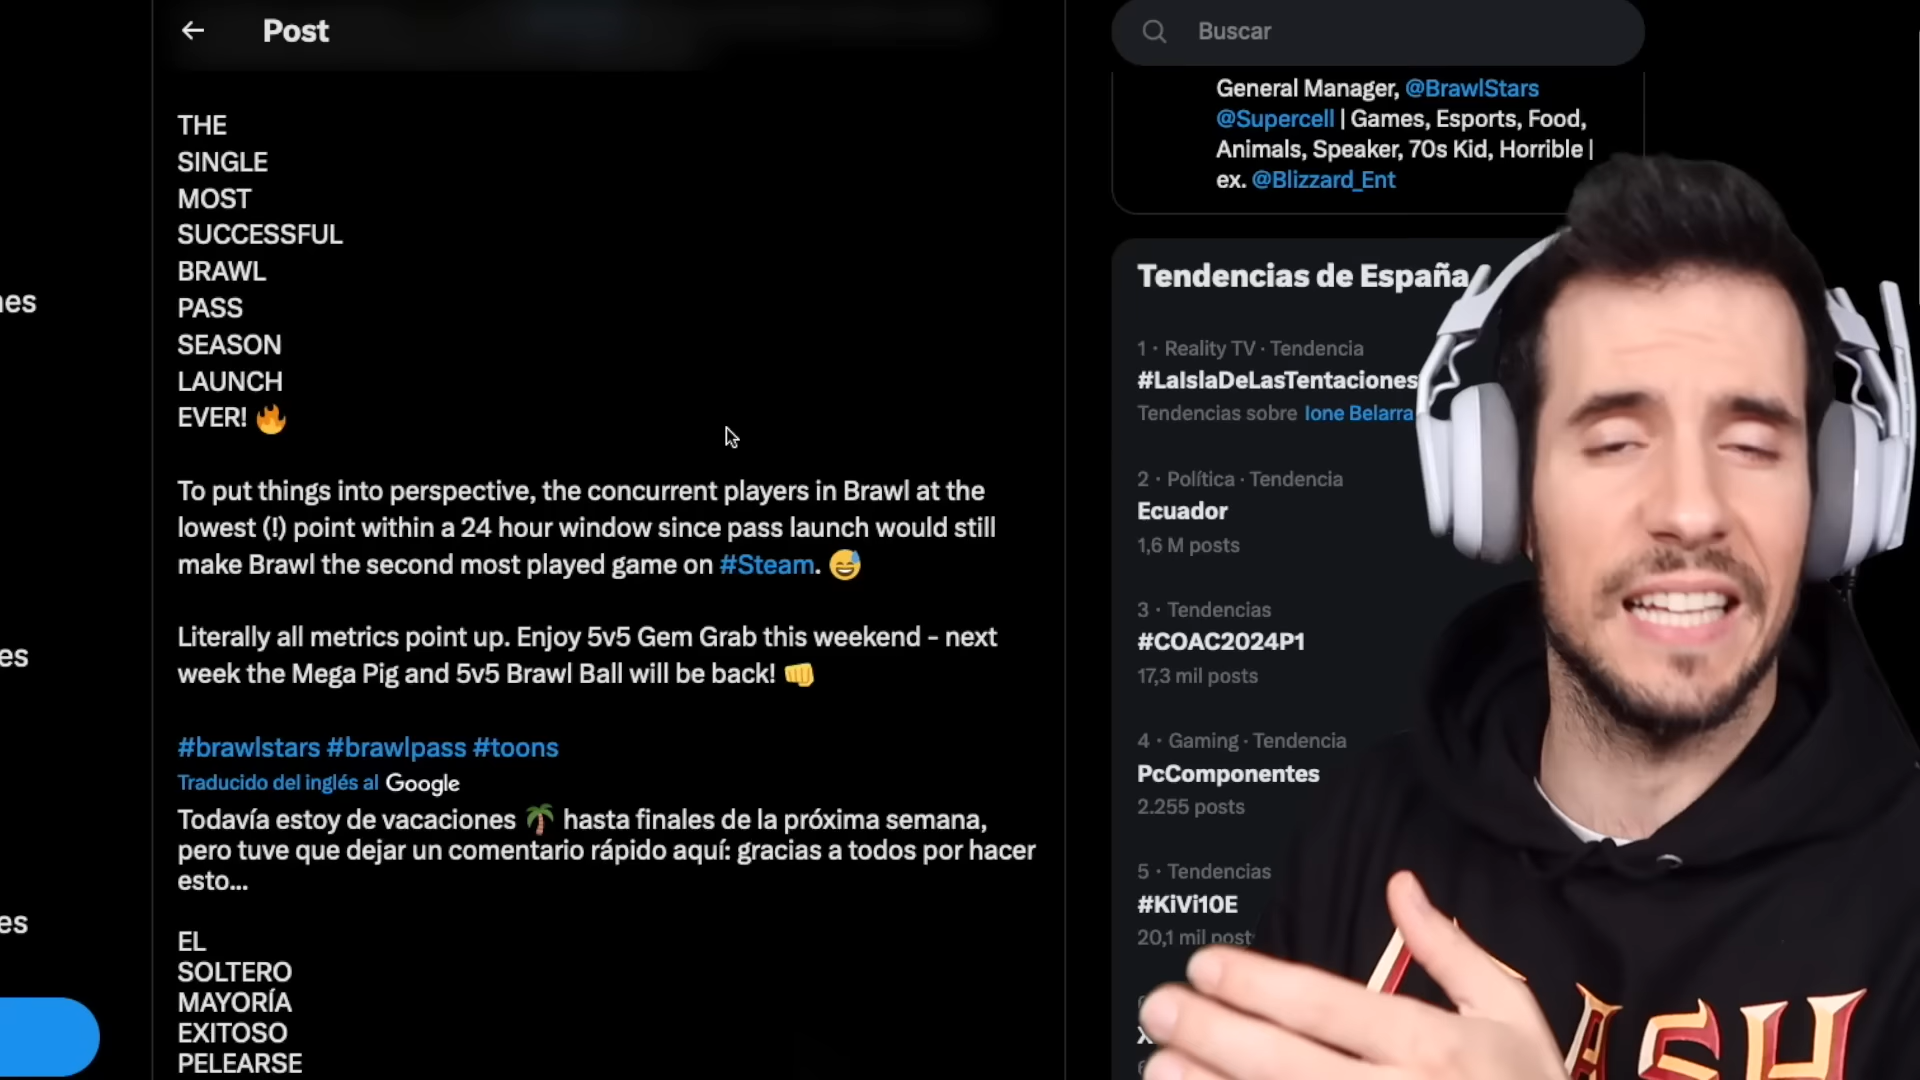 Post
THE
SINGLE
MOST
SUCCESSFUL
BRAWL
PASS
SEASON
LAUNCH
EVER! 🔥
To put things into perspective, the concurrent players in Brawl at the
lowest (!) point within a 24 hour window since pass launch would still
make Brawl the second most played game on #Steam. 😅
Literally all metrics point up. Enjoy 5v5 Gem Grab this weekend - next
week the Mega Pig and 5v5 Brawl Ball will be back! 👊
#brawlstars #brawlpass #toons
Traducido del inglés al Google
Todavía estoy de vacaciones 🌴 hasta finales de la próxima semana,
pero tuve que dejar un comentario rápido aquí: gracias a todos por hacer
esto...
EL
SOLTERO
MAYORÍA
EXITOSO
PELEARSE
Buscar
General Manager, @BrawlStars
@Supercell | Games, Esports, Food,
Animals, Speaker, 70s Kid, Horrible |
ex. @Blizzard_Ent
Tendencias de España
1 · Reality TV · Tendencia
#LaIslaDeLasTentaciones
Tendencias sobre Ione Belarra
2 · Política · Tendencia
Ecuador
1,6 M posts
3 · Tendencias
#COAC2024P1
17,3 mil posts
4 · Gaming · Tendencia
PcComponentes
2.255 posts
5 · Tendencias
#KiVi10E
20,1 mil post